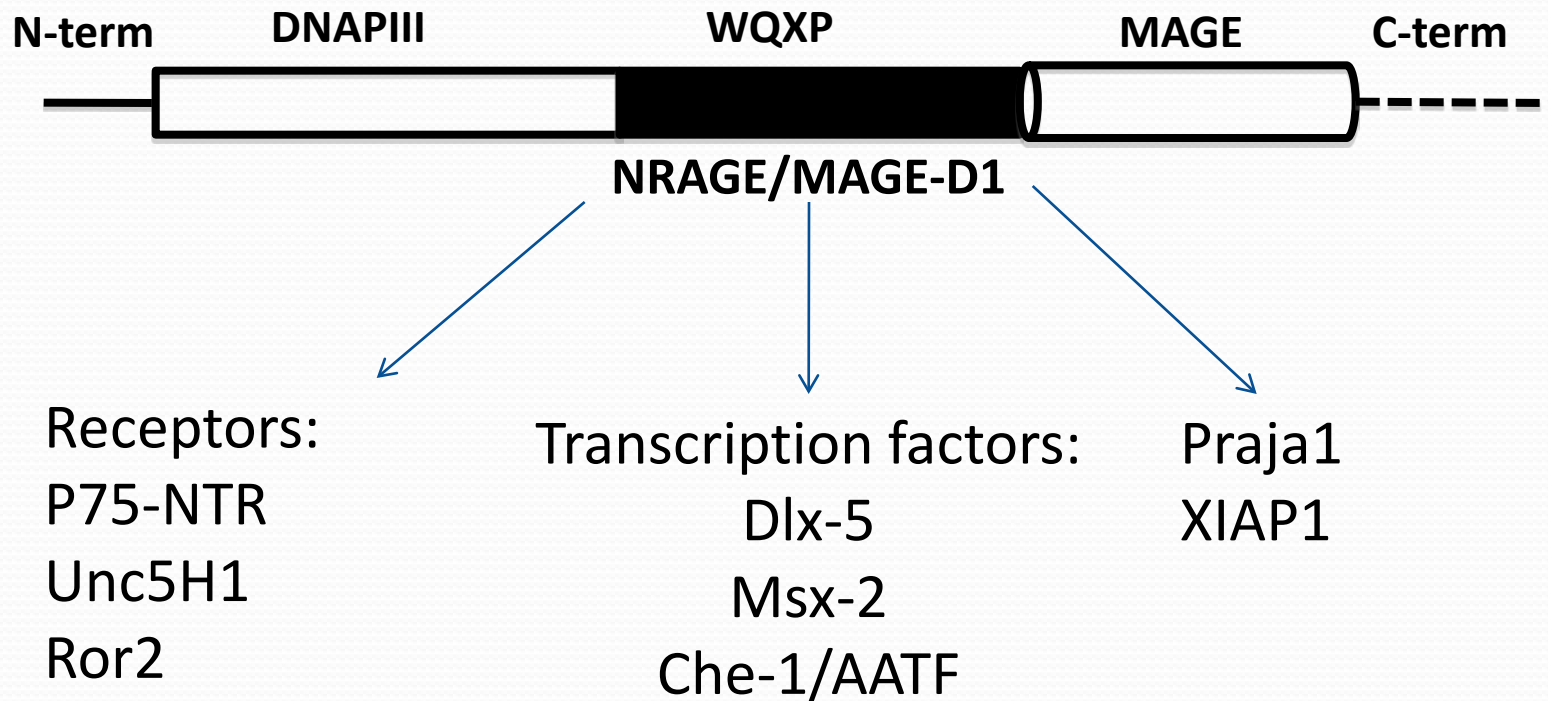 N-term DNAPIII WQXP MAGE C-term
NRAGE/MAGE-D1
Receptors:
P75-NTR
Unc5H1
Ror2
Transcription factors:
Dlx-5
Msx-2
Che-1/AATF
Praja1
XIAP1